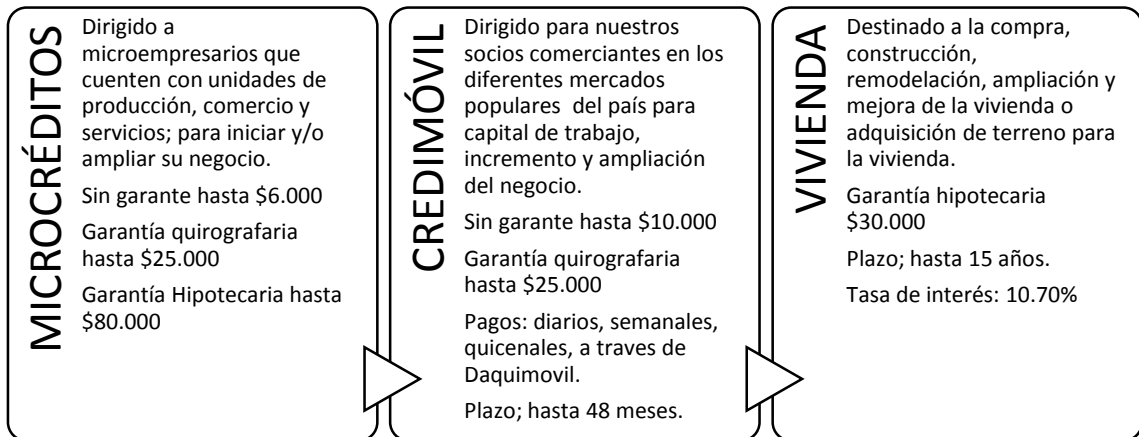 MICROCRÉDITOS
Dirigido a
microempresarios que
cuenten con unidades de
producción, comercio y
servicios; para iniciar y/o
ampliar su negocio.
Sin garante hasta $6.000
Garantía quirografaria
hasta $25.000
Garantía Hipotecaria hasta
$80.000
CREDIMÓVIL
Dirigido para nuestros
socios comerciantes en los
diferentes mercados
populares del país para
capital de trabajo,
incremento y ampliación
del negocio.
Sin garante hasta $10.000
Garantía quirografaria
hasta $25.000
Pagos: diarios, semanales,
quicenales, a traves de
Daquimovil.
Plazo; hasta 48 meses.
VIVIENDA
Destinado a la compra,
construcción,
remodelación, ampliación y
mejora de la vivienda o
adquisición de terreno para
la vivienda.
Garantía hipotecaria
$30.000
Plazo; hasta 15 años.
Tasa de interés: 10.70%